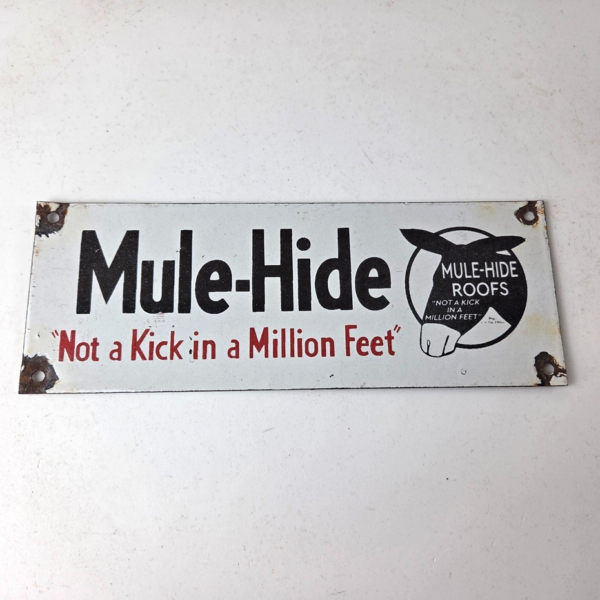 Mule-Hide
"Not a Kick in a Million Feet"
MULE-HIDE
ROOFS
"NOT A KICK
IN A
MILLION FEET"